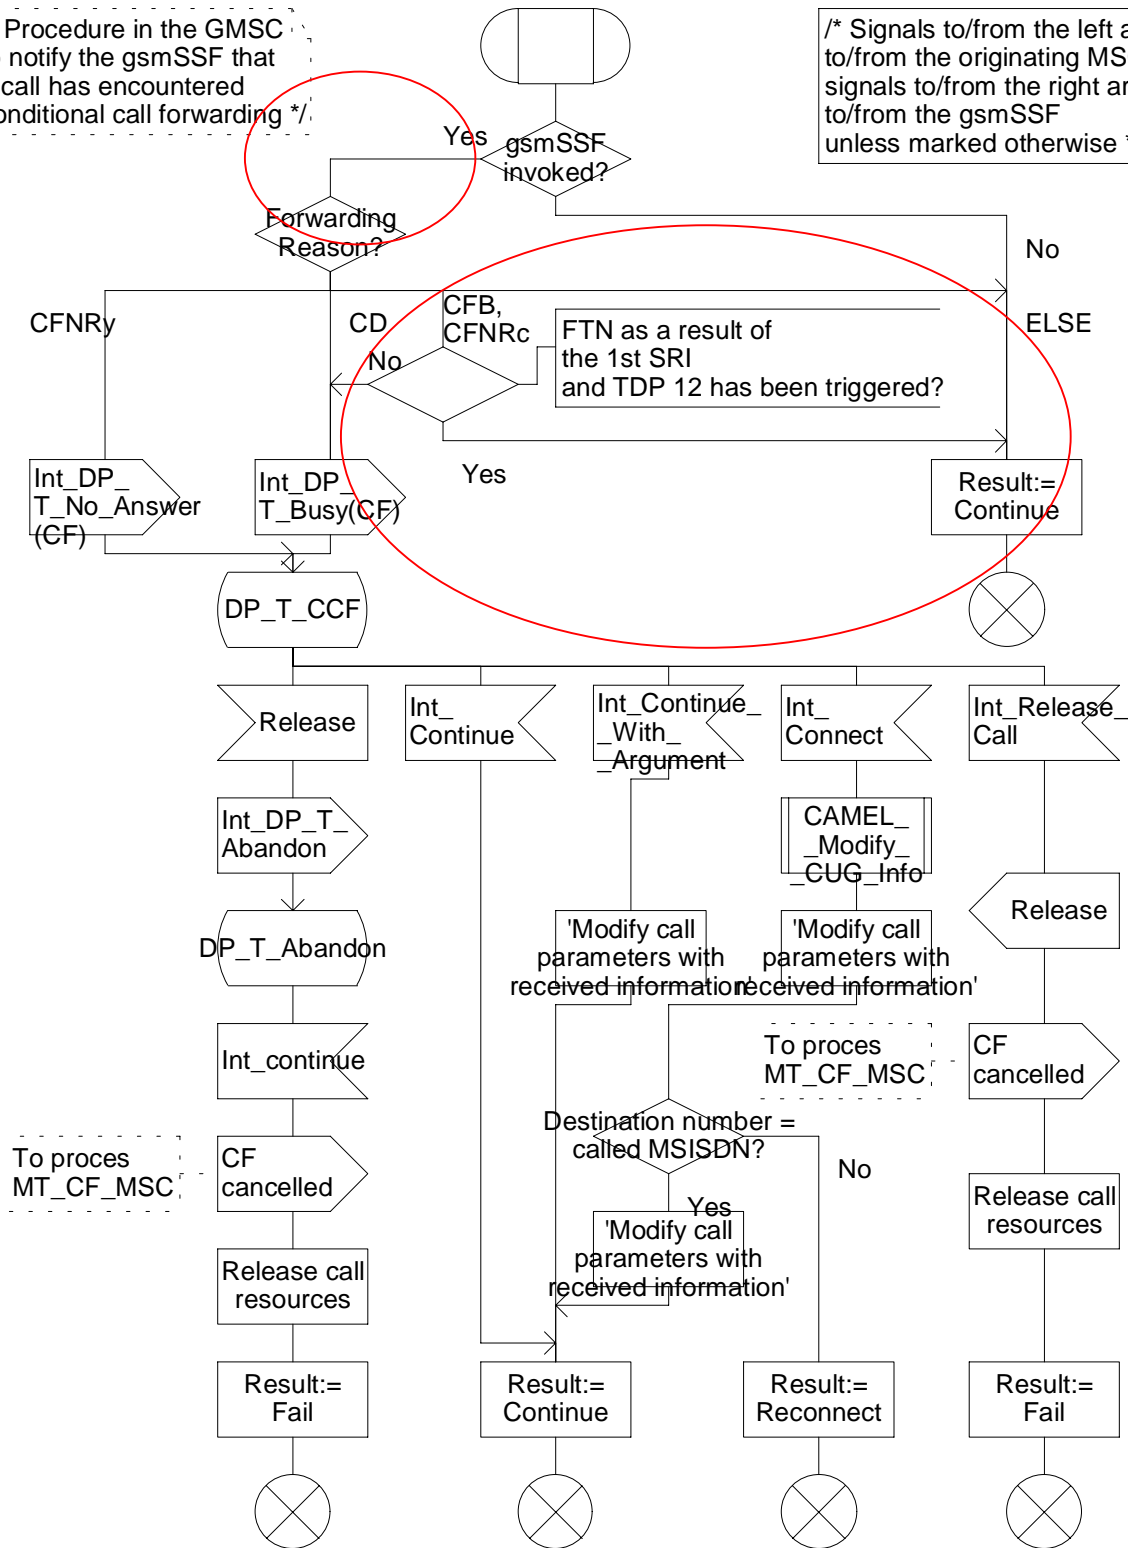 Procedure in the GMSC
notify the gsmSSF that
call has encountered
onditional call forwarding */
/* Signals to/from the left a
to/from the originating MS
signals to/from the right ar
to/from the gsmSSF
unless marked otherwise *
Yes
gsmSSF
invoked?
Forwarding
Reason?
No
CFNRy
CD
CFB,
CFNRc
ELSE
No
FTN as a result of
the 1st SRI
and TDP 12 has been triggered?
Yes
Int_DP_
T_No_Answer
(CF)
Int_DP_
T_Busy(CF)
Result:=
Continue
DP_T_CCF
Release
Int_
Continue
Int_Continue_
_With_
_Argument
Int_
Connect
Int_Release_
Call
Int_DP_T_
Abandon
CAMEL_
_Modify_
_CUG_Info
DP_T_Abandon
'Modify call
parameters with
received information'
'Modify call
parameters with
received information'
Release
Int_continue
To proces
MT_CF_MSC
CF
cancelled
Destination number =
called MSISDN?
To proces
MT_CF_MSC
CF
cancelled
No
Yes
Release call
resources
'Modify call
parameters with
received information'
Release call
resources
Result:=
Fail
Result:=
Continue
Result:=
Reconnect
Result:=
Fail